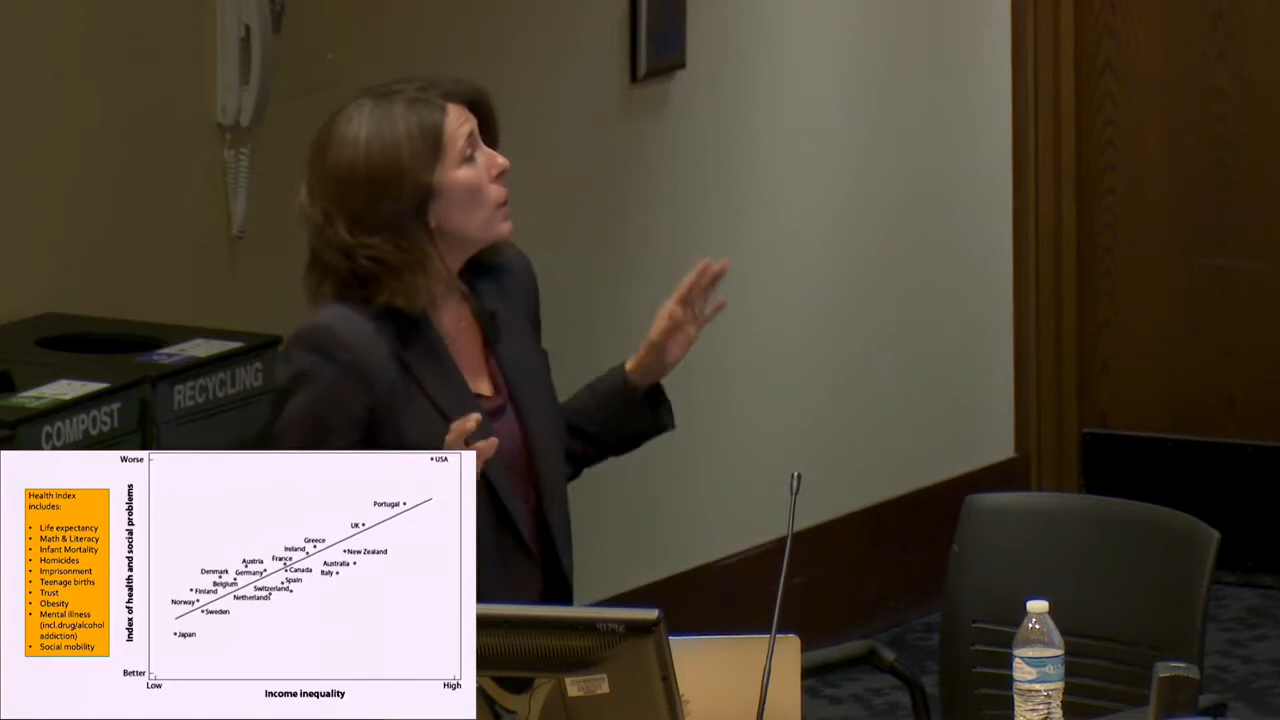 COMPOST
RECYCLING
41796
Health Index
includes:
• Life expectancy
• Math & Literacy
• Infant Mortality
• Homicides
• Imprisonment
• Teenage births
• Trust
• Obesity
• Mental illness
(incl.drug/alcohol
addiction)
• Social mobility
Index of health and social problems
Worse
Better
USA
Portugal
UK
Greece
Ireland
New Zealand
France
Austria
Australia
Canada
Germany
Denmark
Italy
Belgium
Spain
Switzerland
Finland
Netherlands
Norway
Sweden
Japan
Low
High
Income inequality